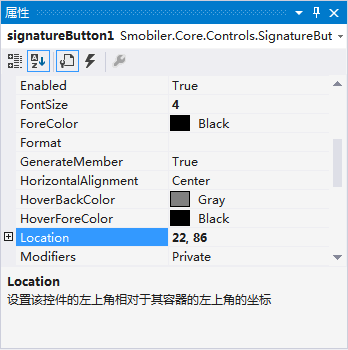 属性
signatureButton1 Smobiler.Core.Controls.SignatureBut
Enabled True
FontSize 4
ForeColor Black
Format
GenerateMember True
HorizontalAlignment Center
HoverBackColor Gray
HoverForeColor Black
Location 22, 86
Modifiers Private
Location
设置该控件的左上角相对于其容器的左上角的坐标